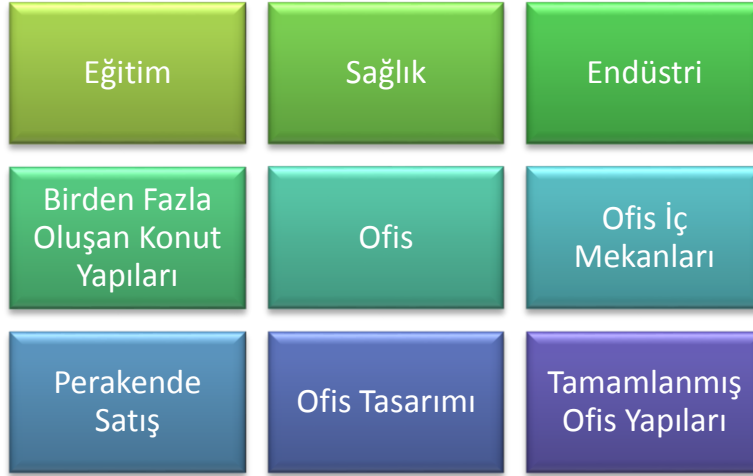 Eğitim
Sağlık
Endüstri
Birden Fazla
Oluşan Konut
Yapıları
Ofis
Ofis İç
Mekanları
Perakende
Satış
Ofis Tasarımı
Tamamlanmış
Ofis Yapıları